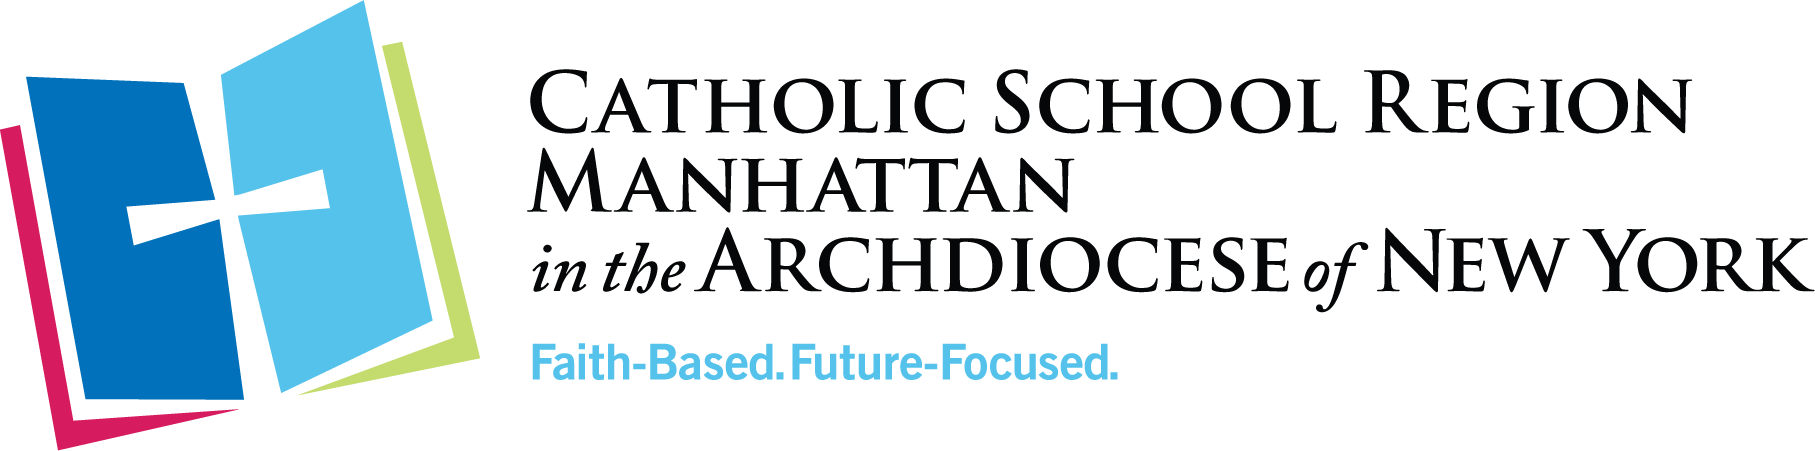 CATHOLIC SCHOOL REGION
MANHATTAN
in the ARCHDIOCESE of NEW YORK
Faith-Based. Future-Focused.